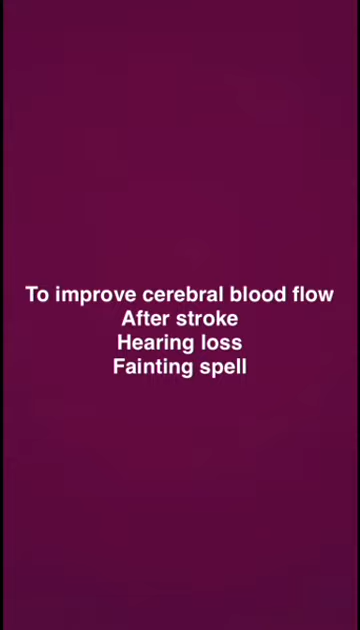 To improve cerebral blood flow
After stroke
Hearing loss
Fainting spell